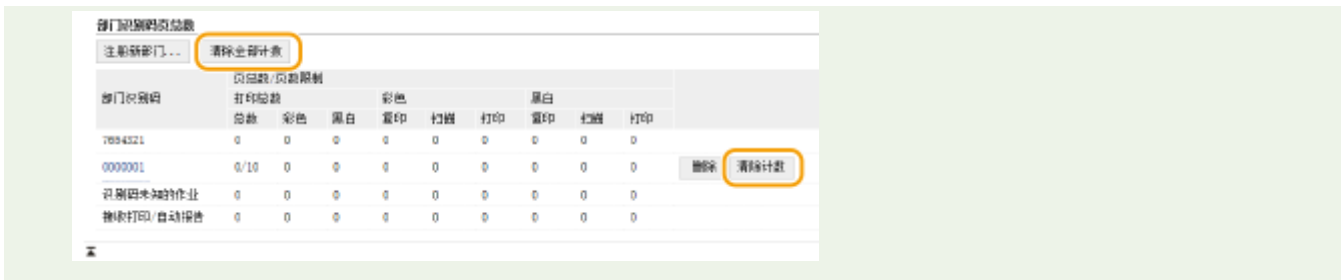 部门识别码页总数
注册新部门... 清除全部计数
页总数/页数限制
部门识别码 打印总数 彩色 黑白
总数 彩色 黑白 复印 扫描 打印 复印 扫描 打印
7654321 0 0 0 0 0 0 0 0 0
0000001 0/10 0 0 0 0 0 0 0 0 删除 清除计数
识别码未知的作业 0 0 0 0 0 0 0 0 0
接收打印/自动报告 0 0 0 0 0 0 0 0 0